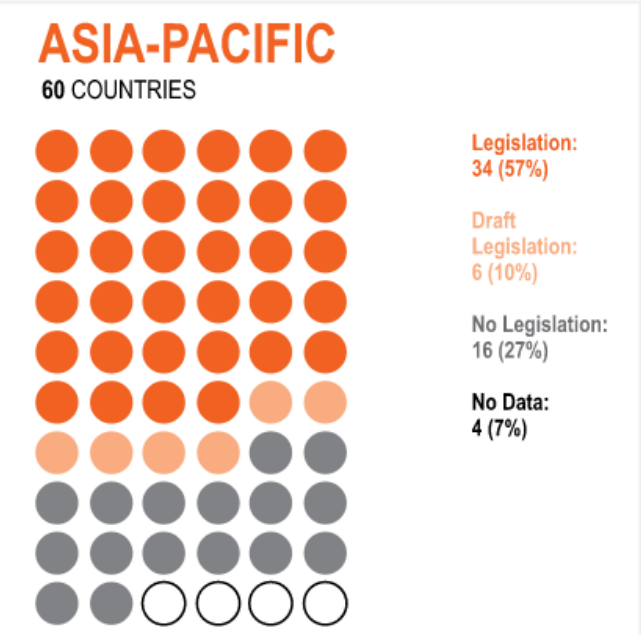 ASIA-PACIFIC
60 COUNTRIES
Legislation:
34 (57%)
Draft
Legislation:
6 (10%)
No Legislation:
16 (27%)
No Data:
4 (7%)